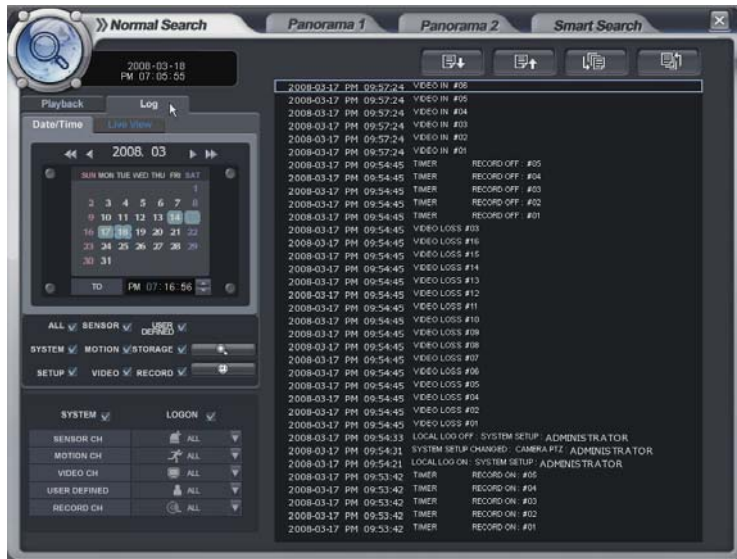 Normal Search
Panorama 1
Panorama 2
Smart Search
2008-03-18
PM 07:05:55
Playback
Log
Date/Time
Live View
2008. 03
SUN MON TUE WED THU FRI SAT
1
2 3 4 5 6 7 8
9 10 11 12 13 14 15
16 17 18 19 20 21 22
23 24 25 26 27 28 29
30 31
TO PM 07:16:56
ALL SENSOR USER DEFINED
SYSTEM MOTION STORAGE
SETUP VIDEO RECORD
SYSTEM LOGON
SENSOR CH ALL
MOTION CH ALL
VIDEO CH ALL
USER DEFINED ALL
RECORD CH ALL
2008-03-17 PM 09:57:24 VIDEO IN #06
2008-03-17 PM 09:57:24 VIDEO IN #05
2008-03-17 PM 09:57:24 VIDEO IN #04
2008-03-17 PM 09:57:24 VIDEO IN #03
2008-03-17 PM 09:57:24 VIDEO IN #02
2008-03-17 PM 09:57:24 VIDEO IN #01
2008-03-17 PM 09:54:45 TIMER RECORD OFF : #05
2008-03-17 PM 09:54:45 TIMER RECORD OFF : #04
2008-03-17 PM 09:54:45 TIMER RECORD OFF : #03
2008-03-17 PM 09:54:45 TIMER RECORD OFF : #02
2008-03-17 PM 09:54:45 TIMER RECORD OFF : #01
2008-03-17 PM 09:54:45 VIDEO LOSS #03
2008-03-17 PM 09:54:45 VIDEO LOSS #16
2008-03-17 PM 09:54:45 VIDEO LOSS #15
2008-03-17 PM 09:54:45 VIDEO LOSS #14
2008-03-17 PM 09:54:45 VIDEO LOSS #13
2008-03-17 PM 09:54:45 VIDEO LOSS #12
2008-03-17 PM 09:54:45 VIDEO LOSS #11
2008-03-17 PM 09:54:45 VIDEO LOSS #10
2008-03-17 PM 09:54:45 VIDEO LOSS #09
2008-03-17 PM 09:54:45 VIDEO LOSS #08
2008-03-17 PM 09:54:45 VIDEO LOSS #07
2008-03-17 PM 09:54:45 VIDEO LOSS #06
2008-03-17 PM 09:54:45 VIDEO LOSS #05
2008-03-17 PM 09:54:45 VIDEO LOSS #04
2008-03-17 PM 09:54:45 VIDEO LOSS #02
2008-03-17 PM 09:54:45 VIDEO LOSS #01
2008-03-17 PM 09:54:33 LOCAL LOG OFF : SYSTEM SETUP : ADMINISTRATOR
2008-03-17 PM 09:54:31 SYSTEM SETUP CHANGED : CAMERA PTZ : ADMINISTRATOR
2008-03-17 PM 09:54:21 LOCAL LOG ON : SYSTEM SETUP : ADMINISTRATOR
2008-03-17 PM 09:53:42 TIMER RECORD ON : #05
2008-03-17 PM 09:53:42 TIMER RECORD ON : #04
2008-03-17 PM 09:53:42 TIMER RECORD ON : #03
2008-03-17 PM 09:53:42 TIMER RECORD ON : #02
2008-03-17 PM 09:53:42 TIMER RECORD ON : #01